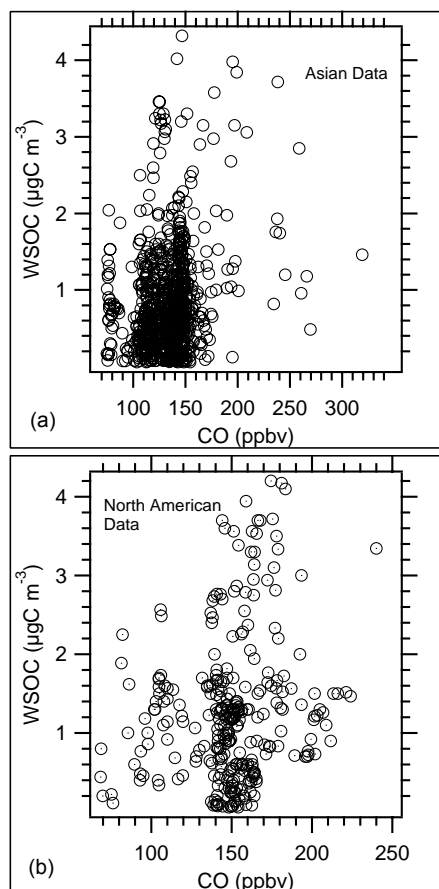 Asian Data
4
3
2
1
WSOC (µgC m⁻³)
100 150 200 250 300
CO (ppbv)
(a)
North American
Data
4
3
2
1
0
WSOC (µgC m⁻³)
100 150 200 250
CO (ppbv)
(b)